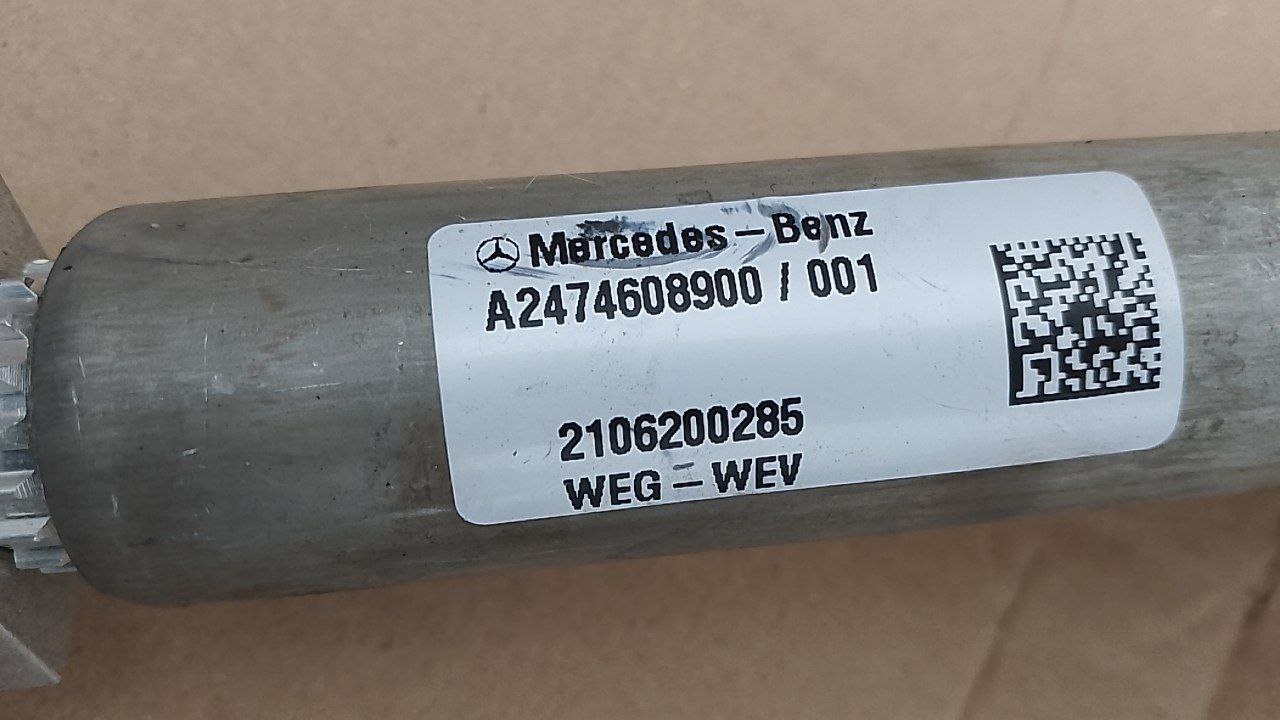 Mercedes-Benz
A2474608900 / 001
2106200285
WEG-WEV